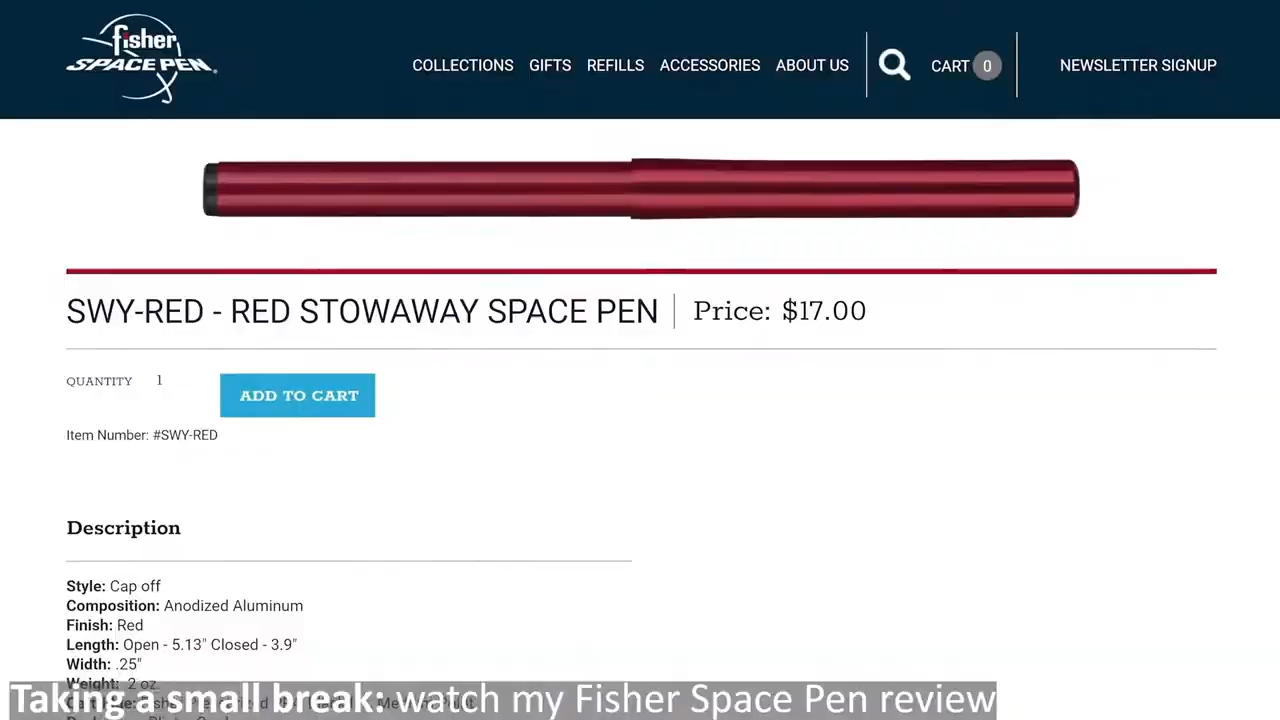 fisher
SPACE PEN
COLLECTIONS GIFTS REFILLS ACCESSORIES ABOUT US CART 0 NEWSLETTER SIGNUP
SWY-RED - RED STOWAWAY SPACE PEN Price: $17.00
QUANTITY 1 ADD TO CART
Item Number: #SWY-RED
Description
Style: Cap off
Composition: Anodized Aluminum
Finish: Red
Length: Open - 5.13" Closed - 3.9"
Width: .25"
Weight: .2 oz.
Taking a small break: watch my Fisher Space Pen review